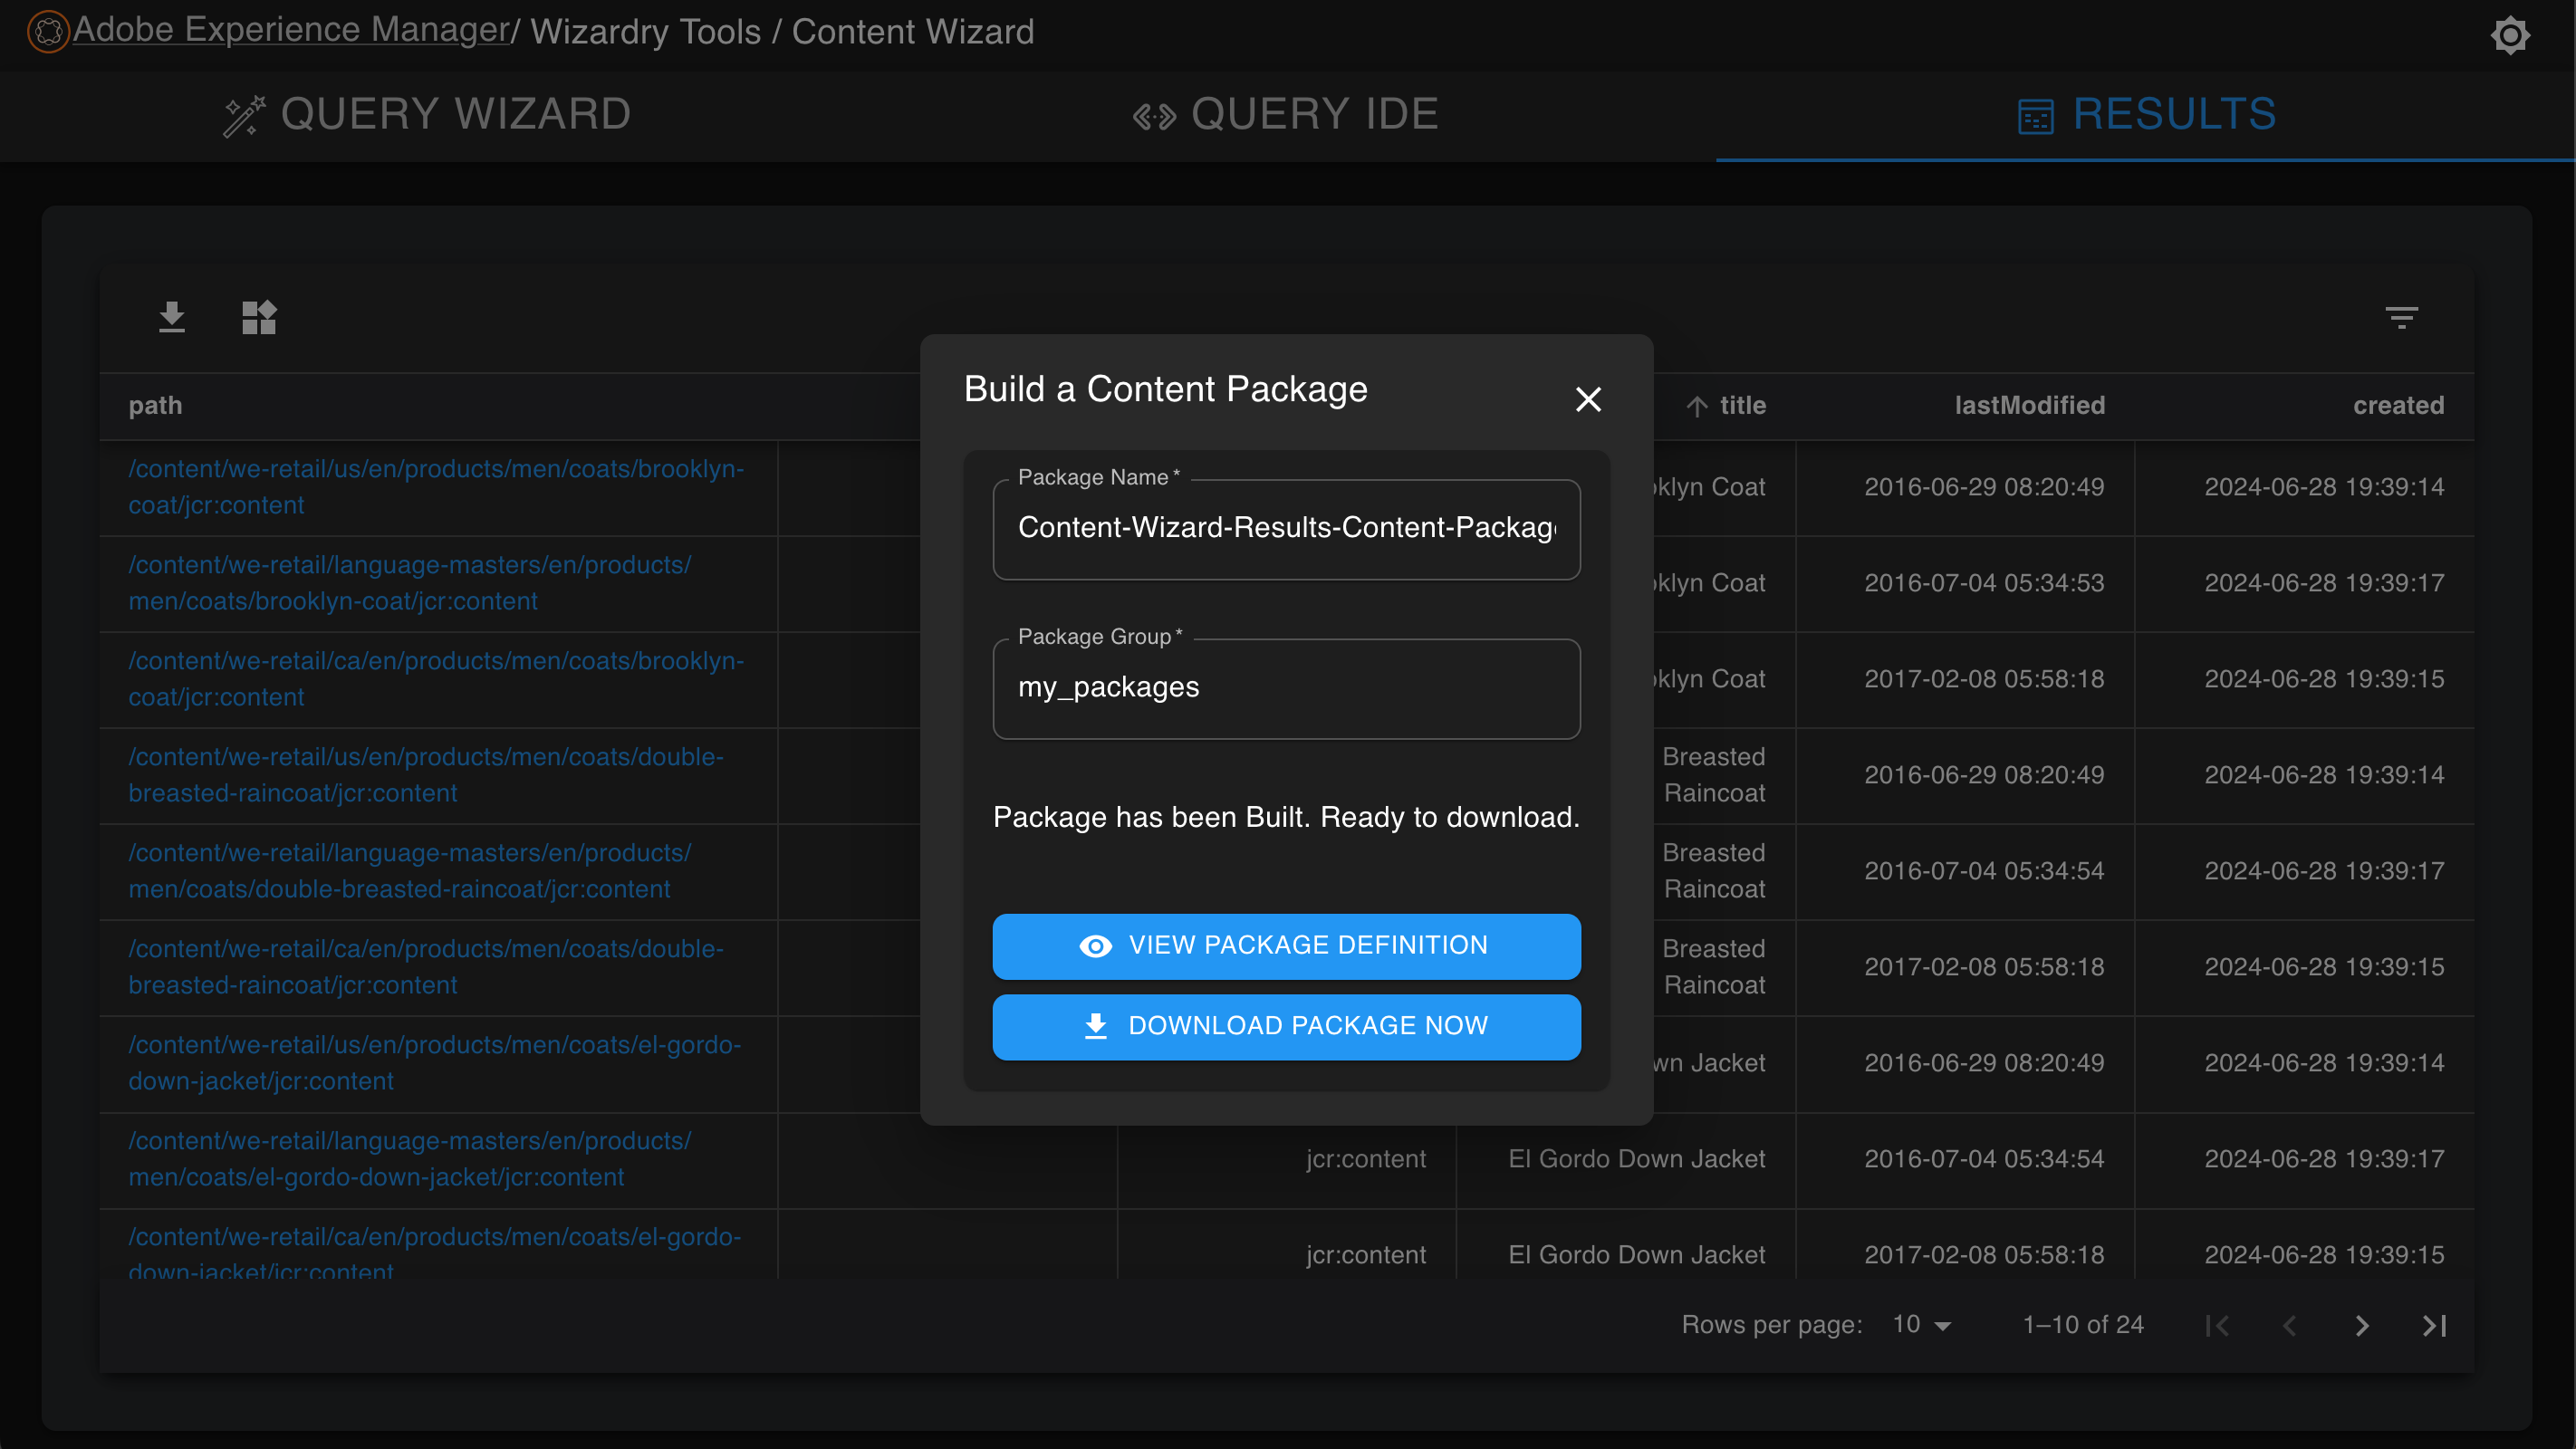 Adobe Experience Manager/ Wizardry Tools / Content Wizard
QUERY WIZARD
QUERY IDE
RESULTS
Build a Content Package
Package Name *
Content-Wizard-Results-Content-Package
Package Group *
my_packages
Package has been Built. Ready to download.
VIEW PACKAGE DEFINITION
DOWNLOAD PACKAGE NOW
path
title
lastModified
created
/content/we-retail/us/en/products/men/coats/brooklyn-
coat/jcr:content
klyn Coat
2016-06-29 08:20:49
2024-06-28 19:39:14
/content/we-retail/language-masters/en/products/
men/coats/brooklyn-coat/jcr:content
klyn Coat
2016-07-04 05:34:53
2024-06-28 19:39:17
/content/we-retail/ca/en/products/men/coats/brooklyn-
coat/jcr:content
klyn Coat
2017-02-08 05:58:18
2024-06-28 19:39:15
/content/we-retail/us/en/products/men/coats/double-
breasted-raincoat/jcr:content
Breasted
Raincoat
2016-06-29 08:20:49
2024-06-28 19:39:14
/content/we-retail/language-masters/en/products/
men/coats/double-breasted-raincoat/jcr:content
Breasted
Raincoat
2016-07-04 05:34:54
2024-06-28 19:39:17
/content/we-retail/ca/en/products/men/coats/double-
breasted-raincoat/jcr:content
Breasted
Raincoat
2017-02-08 05:58:18
2024-06-28 19:39:15
/content/we-retail/us/en/products/men/coats/el-gordo-
down-jacket/jcr:content
wn Jacket
2016-06-29 08:20:49
2024-06-28 19:39:14
/content/we-retail/language-masters/en/products/
men/coats/el-gordo-down-jacket/jcr:content
jcr:content
El Gordo Down Jacket
2016-07-04 05:34:54
2024-06-28 19:39:17
/content/we-retail/ca/en/products/men/coats/el-gordo-
down-jacket/jcr:content
jcr:content
El Gordo Down Jacket
2017-02-08 05:58:18
2024-06-28 19:39:15
Rows per page:
10
1–10 of 24